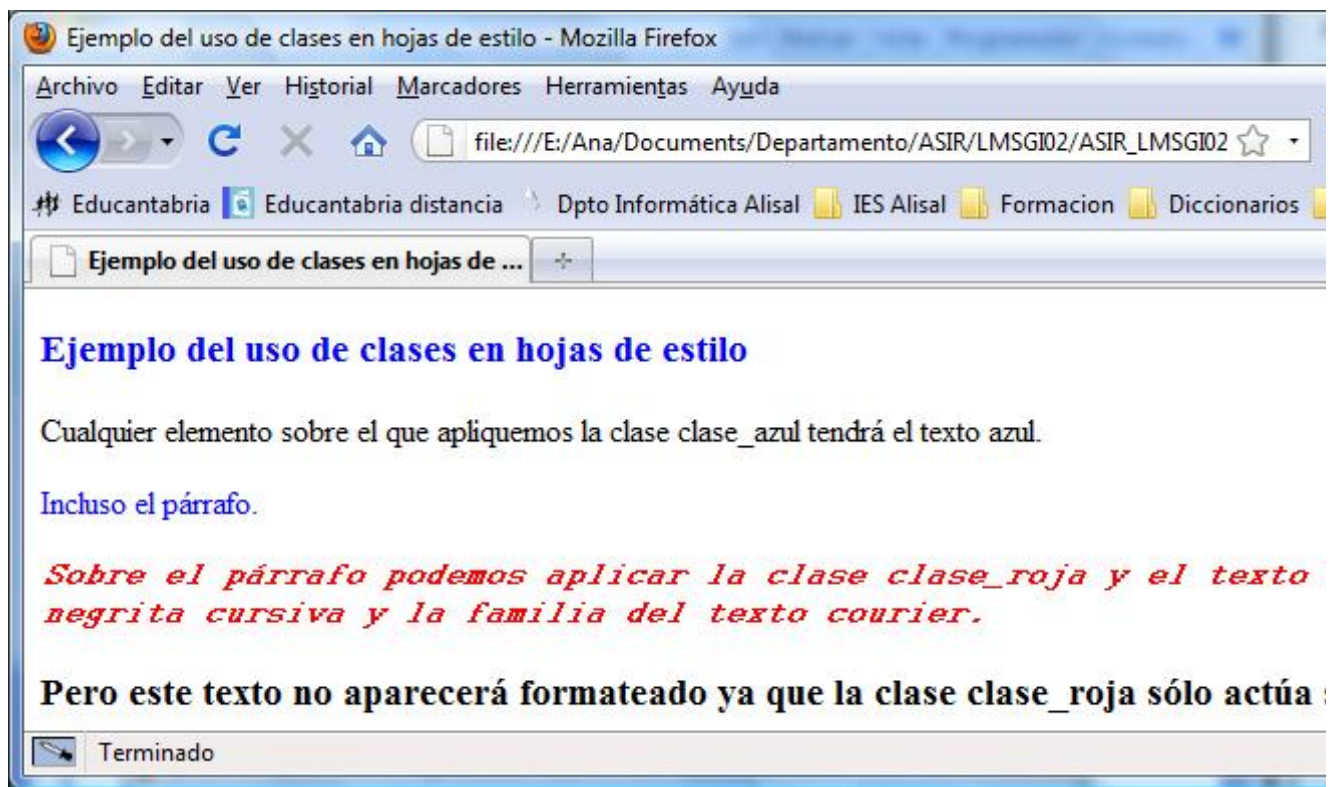 Ejemplo del uso de clases en hojas de estilo - Mozilla Firefox
Archivo Editar Ver Historial Marcadores Herramientas Ayuda
file:///E:/Ana/Documents/Departamento/ASIR/LMSGI02/ASIR_LMSGI02
Educantabria Educantabria distancia Dpto Informática Alisal IES Alisal Formacion Diccionarios
Ejemplo del uso de clases en hojas de ...
Ejemplo del uso de clases en hojas de estilo
Cualquier elemento sobre el que apliquemos la clase clase_azul tendrá el texto azul.
Incluso el párrafo.
Sobre el párrafo podemos aplicar la clase clase_roja y el texto
negrita cursiva y la familia del texto courier.
Pero este texto no aparecerá formateado ya que la clase clase_roja sólo actúa
Terminado